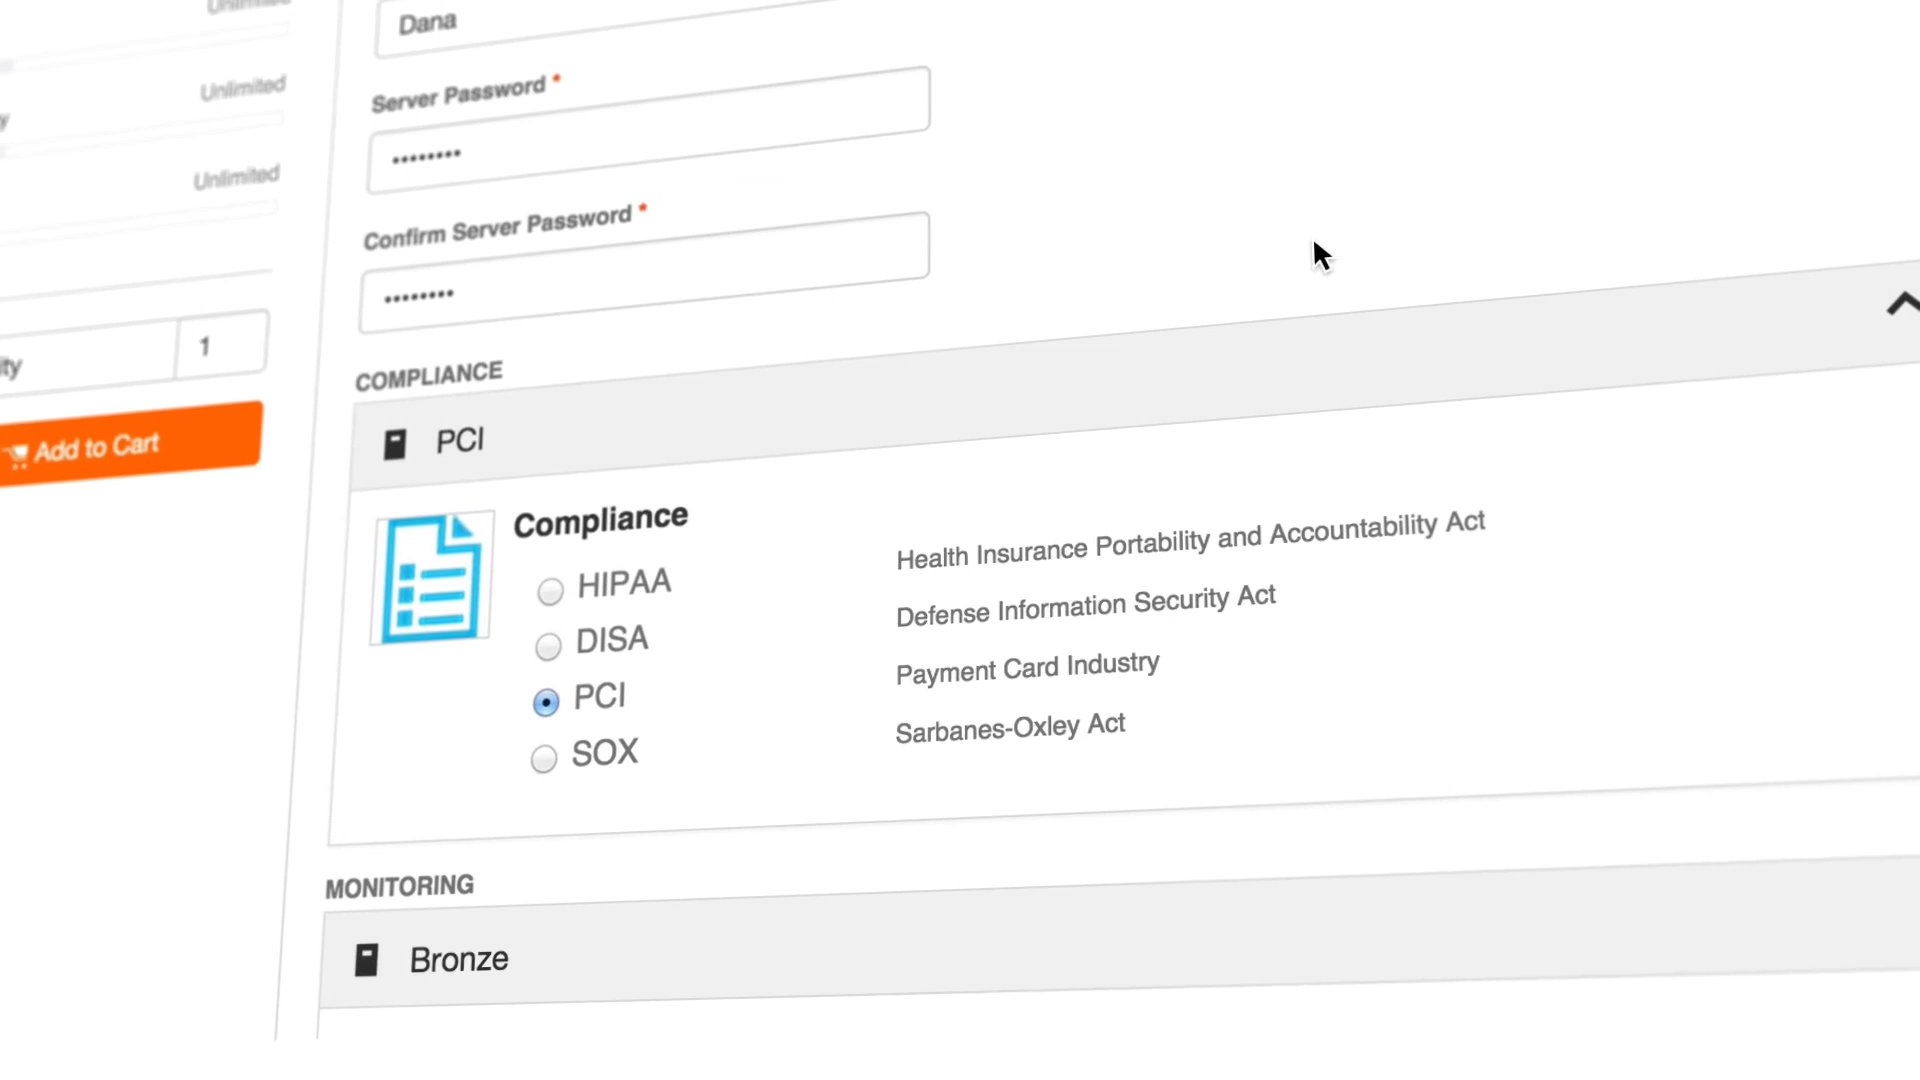 Unlimited
Unlimited
Unlimited
1
Add to Cart
Dana
Server Password *
••••••••
Confirm Server Password *
••••••••
COMPLIANCE
PCI
Compliance
HIPAA Health Insurance Portability and Accountability Act
DISA Defense Information Security Act
PCI Payment Card Industry
SOX Sarbanes-Oxley Act
MONITORING
Bronze